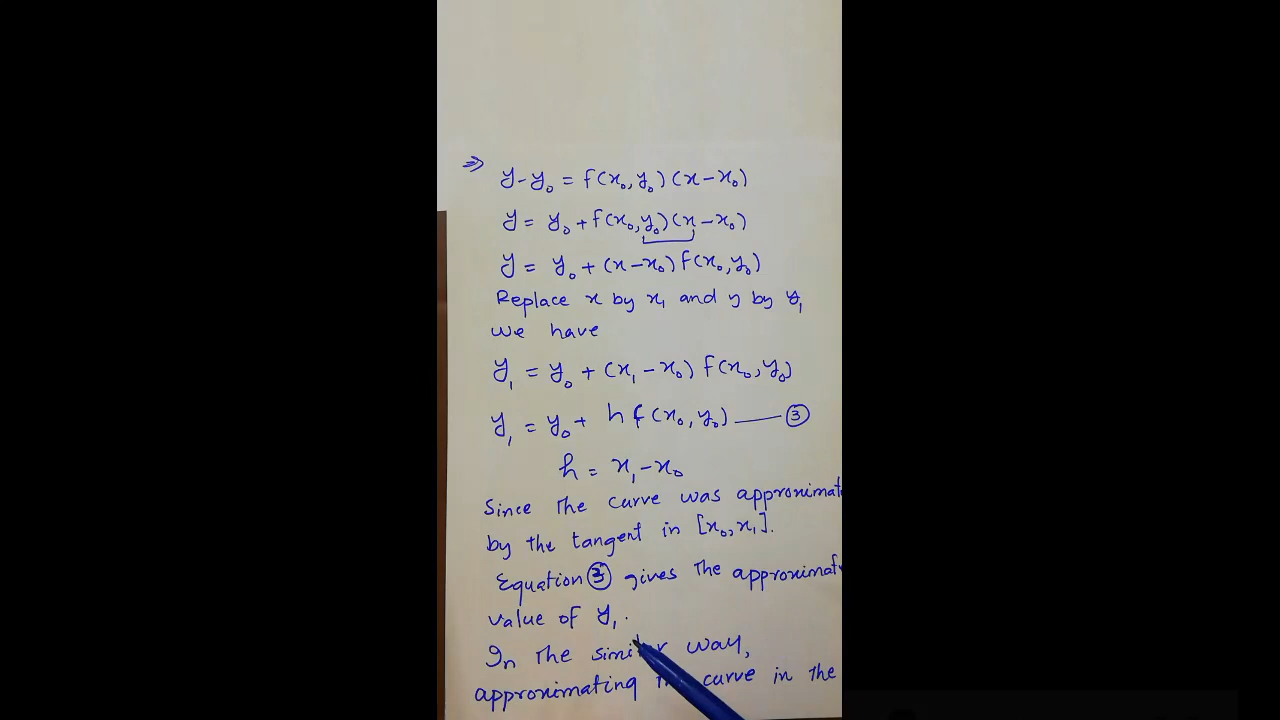 ⇒ y-y₀ = f(x₀,y₀)(x-x₀)
y = y₀ + f(x₀,y₀)(x-x₀)
y = y₀ + (x-x₀) f(x₀,y₀)
Replace x by x₁ and y by y₁
we have
y₁ = y₀ + (x₁-x₀) f(x₀,y₀)
y₁ = y₀ + h f(x₀,y₀) —— ③
h = x₁-x₀
Since the curve was approximat
by the tangent in [x₀,x₁].
Equation ③ gives the approximat
value of y₁.
In the similar way,
approximating the curve in the